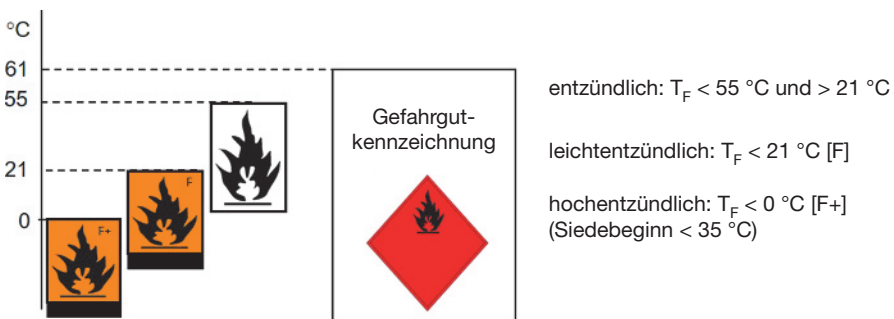 °C
61
55
21
0
F+
F
Gefahrgut-
kennzeichnung
entzündlich: T_F < 55 °C und > 21 °C
leichtentzündlich: T_F < 21 °C [F]
hochentzündlich: T_F < 0 °C [F+]
(Siedebeginn < 35 °C)